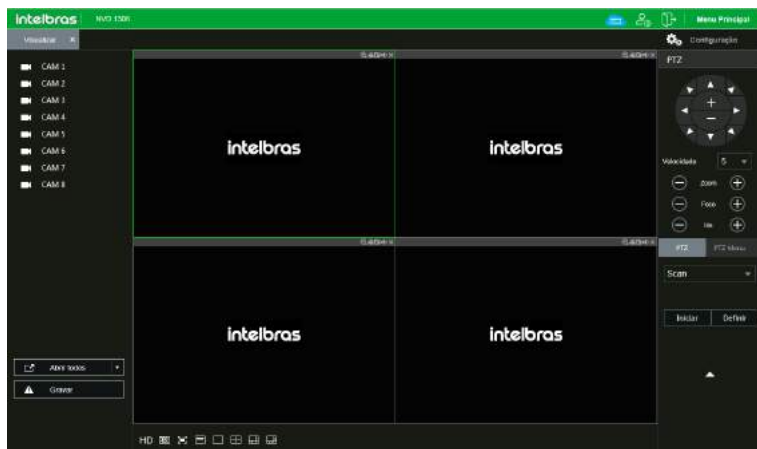 intelbras
NVD 1308
Menu Principal
Visualizar ×
Configuração
CAM 1
CAM 2
CAM 3
CAM 4
CAM 5
CAM 6
CAM 7
CAM 8
intelbras
intelbras
intelbras
intelbras
PTZ
Velocidade 5
Zoom
Foco
Íris
PTZ PTZ Menu
Scan
Iniciar Definir
Abrir todos
Gravar
HD